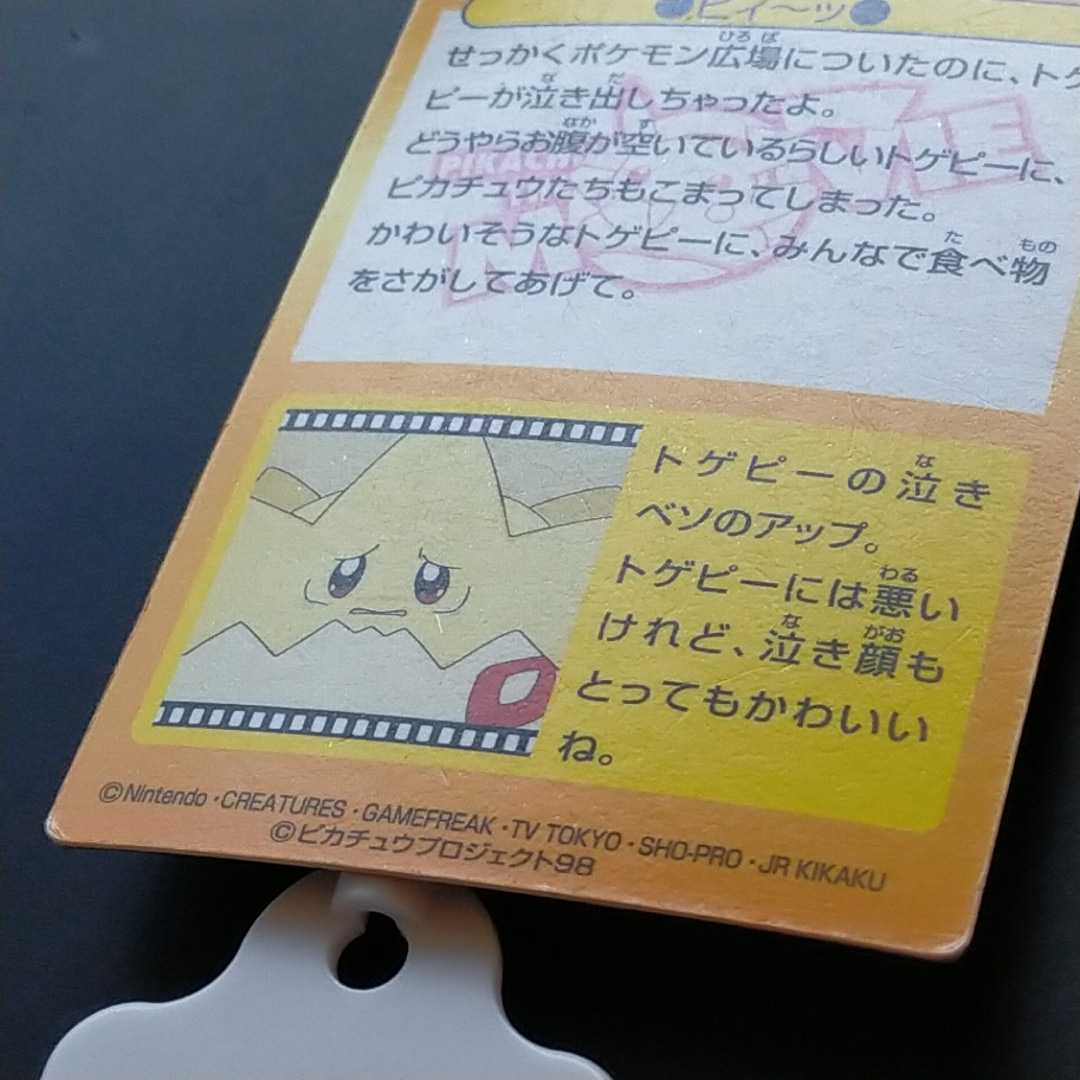 ●ピィ〜ッ●
せっかくポケモン広場についたのに、トゲ
ピーが泣き出しちゃったよ。
どうやらお腹が空いているらしいトゲピーに、
ピカチュウたちもこまってしまった。
かわいそうなトゲピーに、みんなで食べ物
をさがしてあげて。
トゲピーの泣き
ベソのアップ。
トゲピーには悪い
けれど、泣き顔も
とってもかわいい
ね。
©Nintendo・CREATURES・GAMEFREAK・TV TOKYO・SHO-PRO・JR KIKAKU
©ピカチュウプロジェクト98